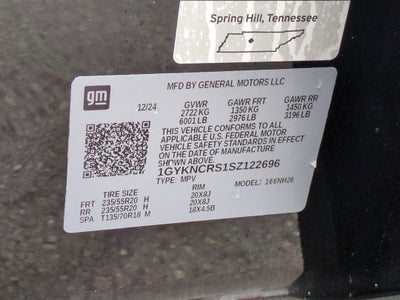 Spring Hill, Tennessee
gm
MFD BY GENERAL MOTORS LLC
12/24 GVWR GAWR FRT GAWR RR
2722 KG 1350 KG 1450 KG
6001 LB 2976 LB 3196 LB
THIS VEHICLE CONFORMS TO ALL
APPLICABLE U.S. FEDERAL MOTOR
VEHICLE SAFETY STANDARDS IN EFFECT
ON THE DATE OF MANUFACTURE
SHOWN ABOVE.
1GYKNCRS1SZ122696
TYPE: MPV MODEL: 166NH26
TIRE SIZE RIM
FRT 235/55R20 H 20X8J
RR 235/55R20 H 20X8J
SPA T135/70R18 M 18X4.5B